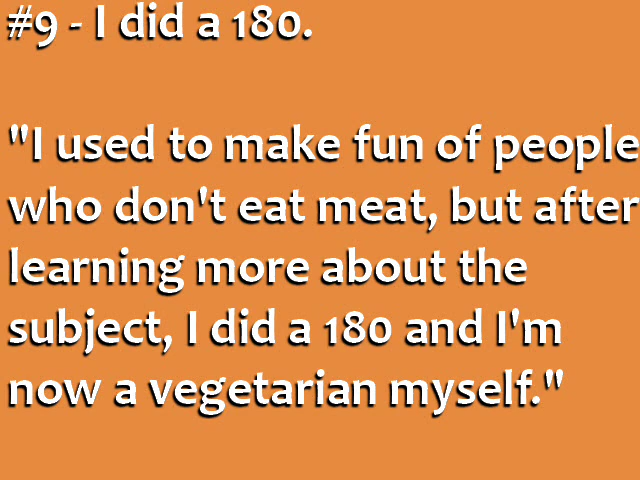 #9 - I did a 180.
"I used to make fun of people
who don't eat meat, but after
learning more about the
subject, I did a 180 and I'm
now a vegetarian myself."